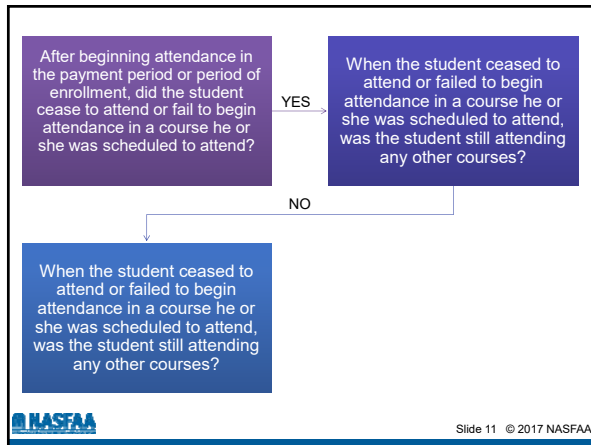 After beginning attendance in
the payment period or period of
enrollment, did the student
cease to attend or fail to begin
attendance in a course he or
she was scheduled to attend?
YES
When the student ceased to
attend or failed to begin
attendance in a course he or
she was scheduled to attend,
was the student still attending
any other courses?
NO
When the student ceased to
attend or failed to begin
attendance in a course he or
she was scheduled to attend,
was the student still attending
any other courses?
NASFAA
Slide 11 © 2017 NASFAA